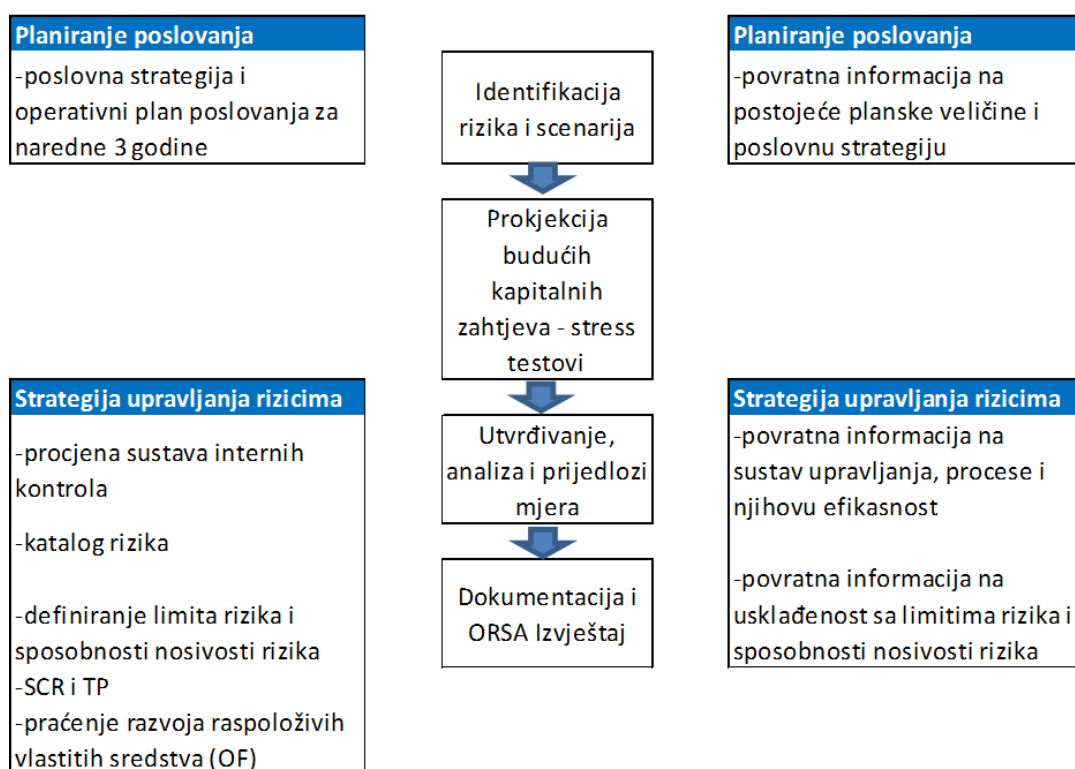 Planiranje poslovanja
-poslovna strategija i
operativni plan poslovanja za
naredne 3 godine
Strategija upravljanja rizicima
-procjena sustava internih
kontrola
-katalog rizika
-definiranje limita rizika i
sposobnosti nosivosti rizika
-SCR i TP
-praćenje razvoja raspoloživih
vlastitih sredstva (OF)
Identifikacija
rizika i scenarija
Prokjekcija
budućih
kapitalnih
zahtjeva - stress
testovi
Utvrđivanje,
analiza i prijedlozi
mjera
Dokumentacija i
ORSA Izvještaj
Planiranje poslovanja
-povratna informacija na
postojeće planske veličine i
poslovnu strategiju
Strategija upravljanja rizicima
-povratna informacija na
sustav upravljanja, procese i
njihovu efikasnost
-povratna informacija na
usklađenost sa limitima rizika i
sposobnosti nosivosti rizika